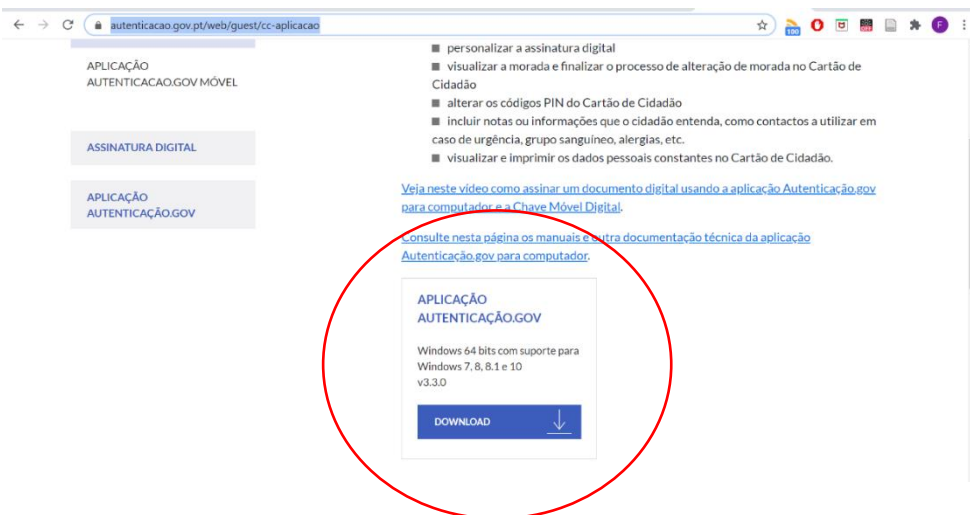 autenticacao.gov.pt/web/guest/cc-aplicacao
100
F
APLICAÇÃO
AUTENTICACAO.GOV MÓVEL
ASSINATURA DIGITAL
APLICAÇÃO
AUTENTICAÇÃO.GOV
personalizar a assinatura digital
visualizar a morada e finalizar o processo de alteração de morada no Cartão de
Cidadão
alterar os códigos PIN do Cartão de Cidadão
incluir notas ou informações que o cidadão entenda, como contactos a utilizar em
caso de urgência, grupo sanguíneo, alergias, etc.
visualizar e imprimir os dados pessoais constantes no Cartão de Cidadão.
Veja neste vídeo como assinar um documento digital usando a aplicação Autenticação.gov
para computador e a Chave Móvel Digital.
Consulte nesta página os manuais e outra documentação técnica da aplicação
Autenticação.gov para computador.
APLICAÇÃO
AUTENTICAÇÃO.GOV
Windows 64 bits com suporte para
Windows 7, 8, 8.1 e 10
v3.3.0
DOWNLOAD